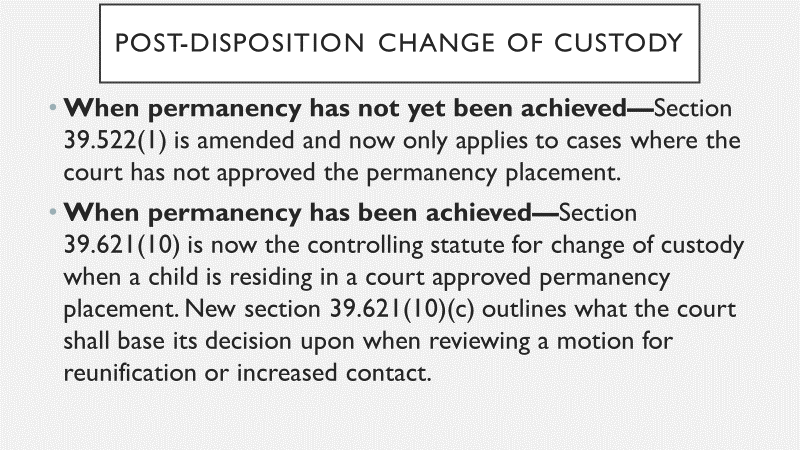 POST-DISPOSITION CHANGE OF CUSTODY
• When permanency has not yet been achieved—Section
39.522(1) is amended and now only applies to cases where the
court has not approved the permanency placement.
• When permanency has been achieved—Section
39.621(10) is now the controlling statute for change of custody
when a child is residing in a court approved permanency
placement. New section 39.621(10)(c) outlines what the court
shall base its decision upon when reviewing a motion for
reunification or increased contact.